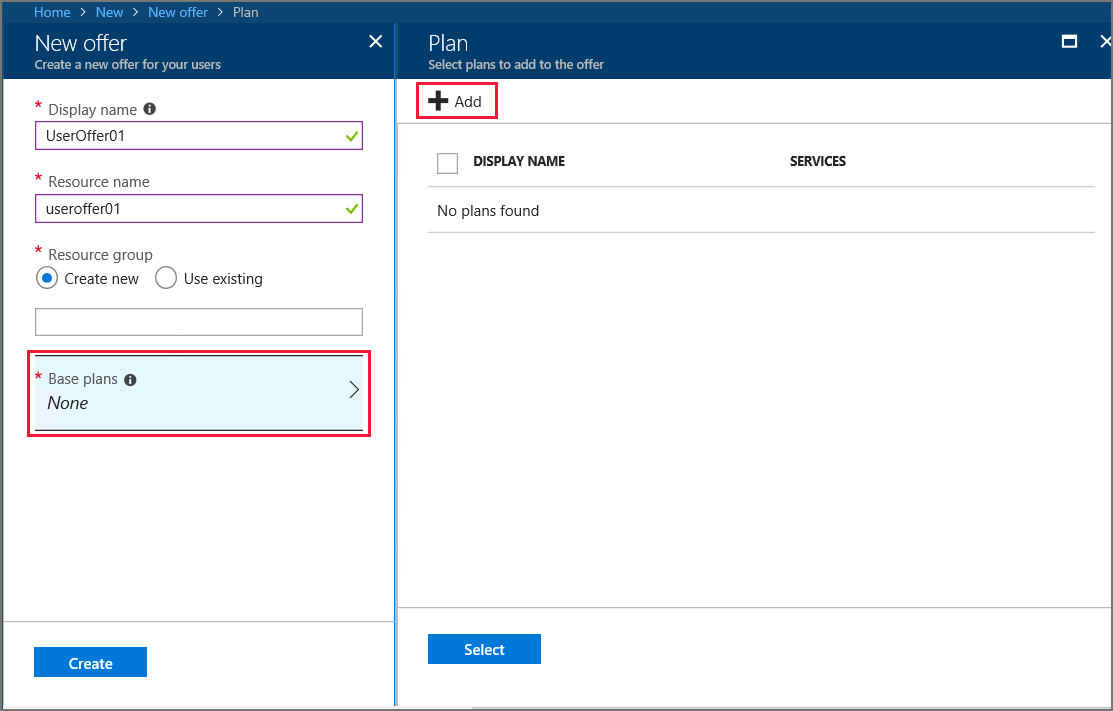 Home > New > New offer > Plan
New offer
Create a new offer for your users
* Display name
UserOffer01
* Resource name
useroffer01
* Resource group
Create new Use existing
* Base plans
None
Create
Plan
Select plans to add to the offer
Add
DISPLAY NAME SERVICES
No plans found
Select